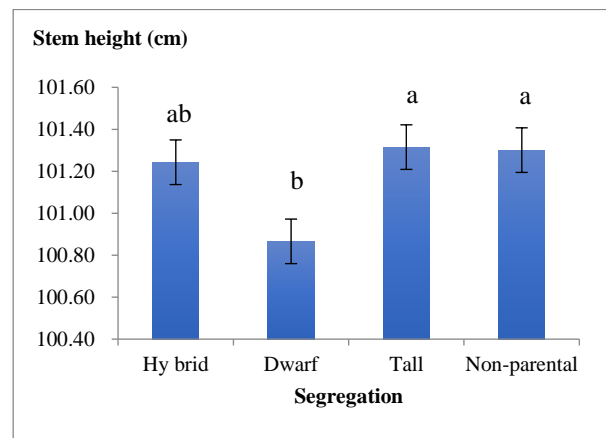 Stem height (cm)
101.60
101.40
101.20
101.00
100.80
100.60
100.40
ab
b
a
a
Hy brid
Dwarf
Tall
Non-parental
Segregation